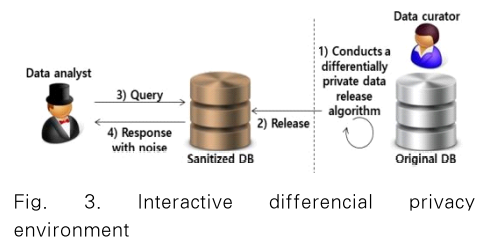 Data curator
1) Conducts a
differentially
private data
release
algorithm
Data analyst
3) Query
2) Release
4) Response
with noise
Sanitized DB
Original DB
Fig. 3. Interactive differencial privacy
environment